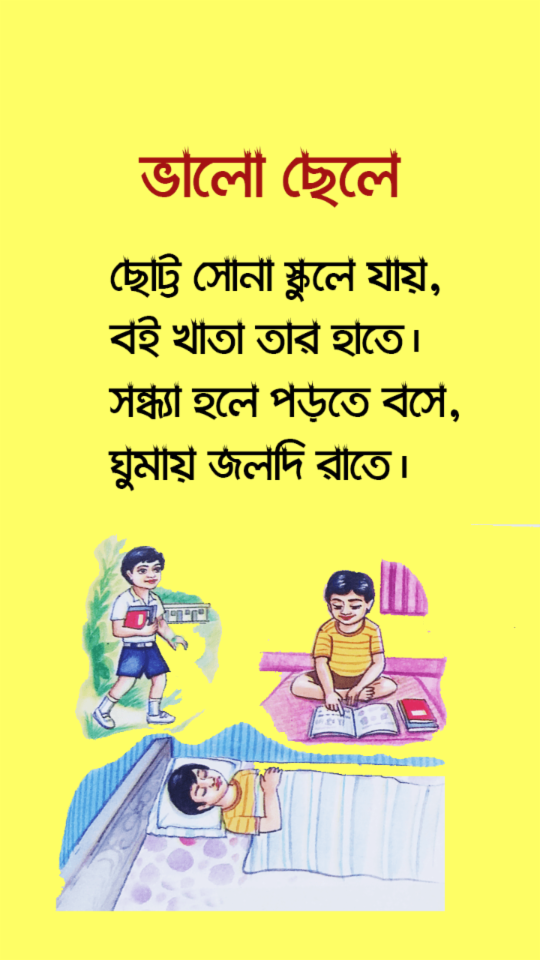 ভালো ছেলে
ছোট্ট সোনা স্কুলে যায়,
বই খাতা তার হাতে।
সন্ধ্যা হলে পড়তে বসে,
ঘুমায় জলদি রাতে।